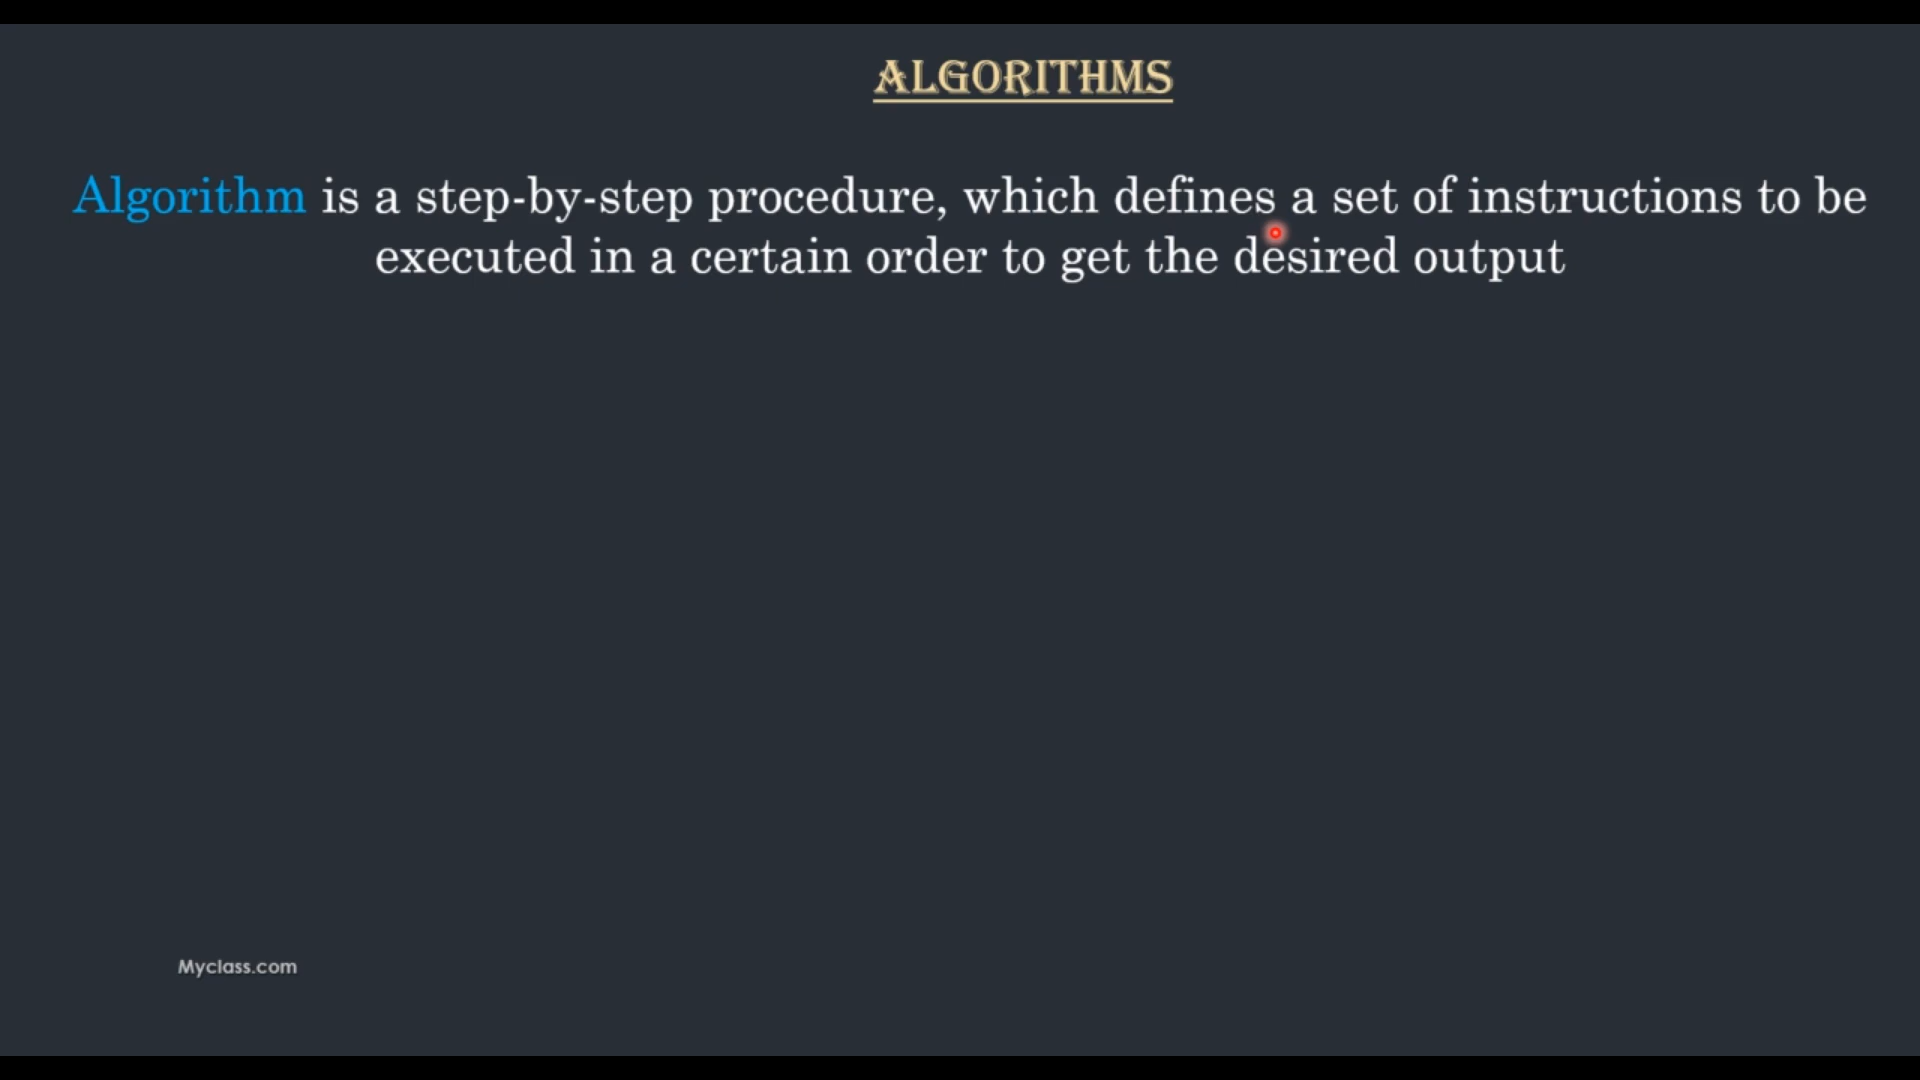 ALGORITHMS
Algorithm is a step-by-step procedure, which defines a set of instructions to be
executed in a certain order to get the desired output
Myclass.com